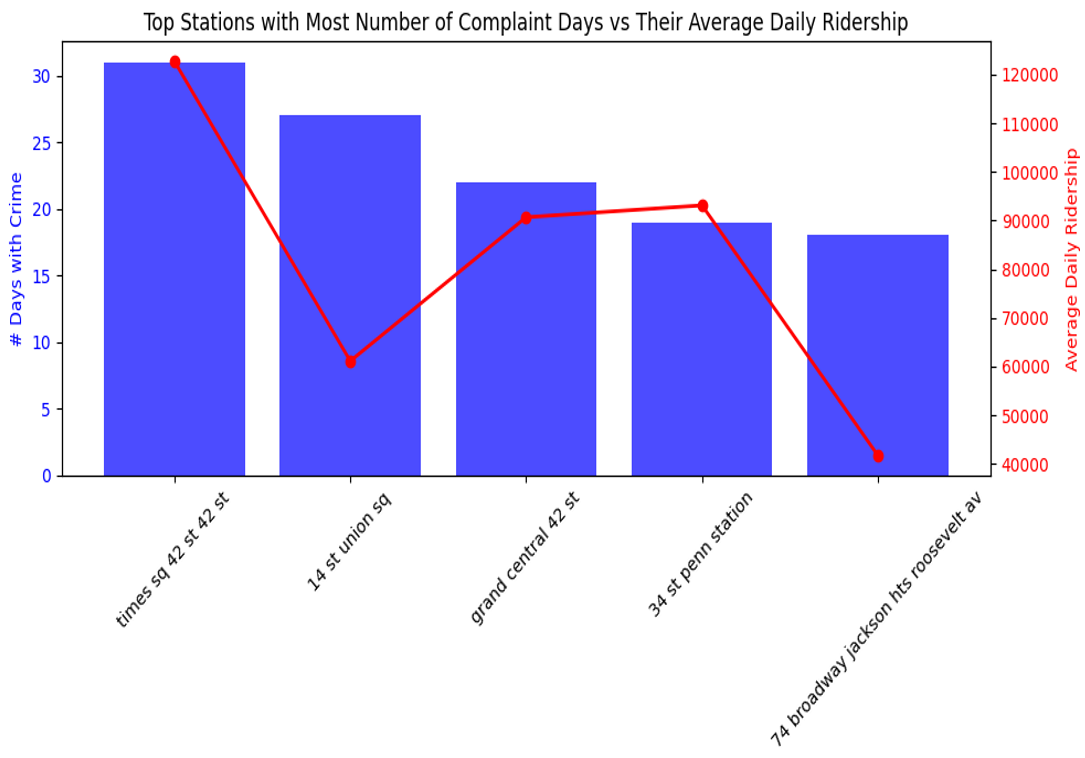 Top Stations with Most Number of Complaint Days vs Their Average Daily Ridership
# Days with Crime
30
25
20
15
10
5
0
120000
110000
100000
90000
80000
70000
60000
50000
40000
Average Daily Ridership
times sq 42 st 42 st
14 st union sq
grand central 42 st
34 st penn station
74 broadway jackson hts roosevelt av